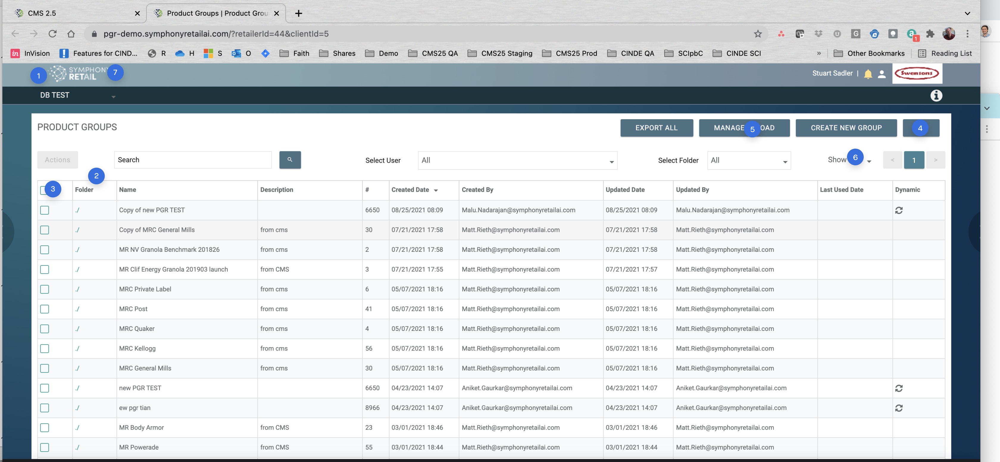 CMS 2.5
Product Groups | Product Grou
pgr-demo.symphonyretailai.com/?retailerId=44&clientId=5
1
InVision Features for CIND... R H S O Faith Shares Demo CMS25 QA CMS25 Staging CMS25 Prod CINDE QA SCIpbC CINDE SCI » Other Bookmarks Reading List
1 SYMPHONY RETAIL 7
Stuart Sadler | Swensons
DB TEST
PRODUCT GROUPS
EXPORT ALL MANAGE 5 OAD CREATE NEW GROUP 4
Actions Search Select User All Select Folder All Show 6 < 1 >
2
3 Folder Name Description # Created Date Created By Updated Date Updated By Last Used Date Dynamic
./ Copy of new PGR TEST 6650 08/25/2021 08:09 Malu.Nadarajan@symphonyretailai.com 08/25/2021 08:09 Malu.Nadarajan@symphonyretailai.com
./ Copy of MRC General Mills from cms 30 07/21/2021 17:58 Matt.Rieth@symphonyretailai.com 07/21/2021 17:58 Matt.Rieth@symphonyretailai.com
./ MR NV Granola Benchmark 201826 from cms 2 07/21/2021 17:58 Matt.Rieth@symphonyretailai.com 07/21/2021 17:58 Matt.Rieth@symphonyretailai.com
./ MR Clif Energy Granola 201903 launch from CMS 3 07/21/2021 17:55 Matt.Rieth@symphonyretailai.com 07/21/2021 17:57 Matt.Rieth@symphonyretailai.com
./ MRC Private Label from cms 6 05/07/2021 18:16 Matt.Rieth@symphonyretailai.com 05/07/2021 18:16 Matt.Rieth@symphonyretailai.com
./ MRC Post from cms 41 05/07/2021 18:16 Matt.Rieth@symphonyretailai.com 05/07/2021 18:16 Matt.Rieth@symphonyretailai.com
./ MRC Quaker from cms 4 05/07/2021 18:16 Matt.Rieth@symphonyretailai.com 05/07/2021 18:16 Matt.Rieth@symphonyretailai.com
./ MRC Kellogg from cms 56 05/07/2021 18:16 Matt.Rieth@symphonyretailai.com 05/07/2021 18:16 Matt.Rieth@symphonyretailai.com
./ MRC General Mills from cms 30 05/07/2021 18:16 Matt.Rieth@symphonyretailai.com 05/07/2021 18:16 Matt.Rieth@symphonyretailai.com
./ new PGR TEST 6650 04/23/2021 14:07 Aniket.Gaurkar@symphonyretailai.com 04/23/2021 14:07 Aniket.Gaurkar@symphonyretailai.com
./ ew pgr tian 8966 04/23/2021 14:07 Aniket.Gaurkar@symphonyretailai.com 04/23/2021 14:07 Aniket.Gaurkar@symphonyretailai.com
./ MR Body Armor from CMS 23 03/01/2021 18:46 Matt.Rieth@symphonyretailai.com 03/01/2021 18:46 Matt.Rieth@symphonyretailai.com
./ MR Powerade from CMS 55 03/01/2021 18:44 Matt.Rieth@symphonyretailai.com 03/01/2021 18:44 Matt.Rieth@symphonyretailai.com